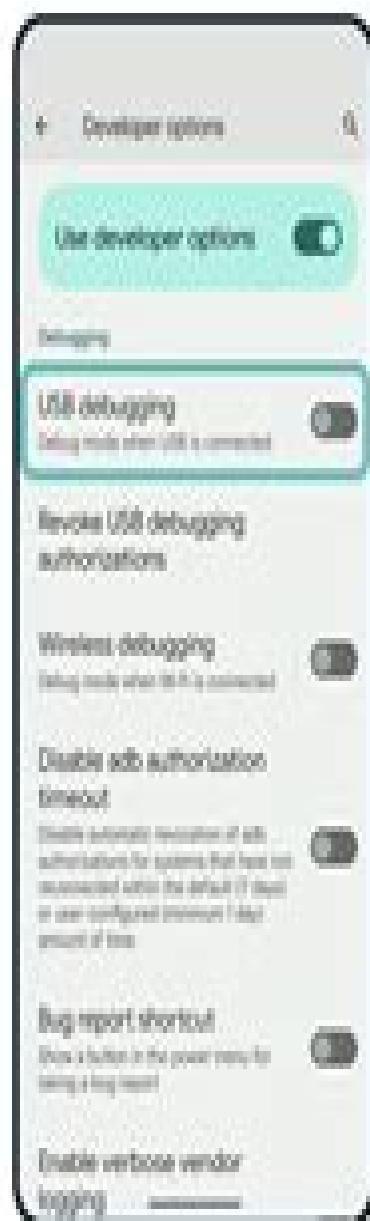 Developer options
Use developer options
Debugging
USB debugging
Debug mode when USB is connected
Revoke USB debugging
authorizations
Wireless debugging
Debug mode when Wi-Fi is connected
Disable adb authorization
timeout
Disable automatic revocation of adb
authorizations for systems that have not
reconnected within the default (7 days)
or user-configured (minimum 1 day)
amount of time.
Bug report shortcut
Show a button in the power menu for
taking a bug report
Enable verbose vendor
logging